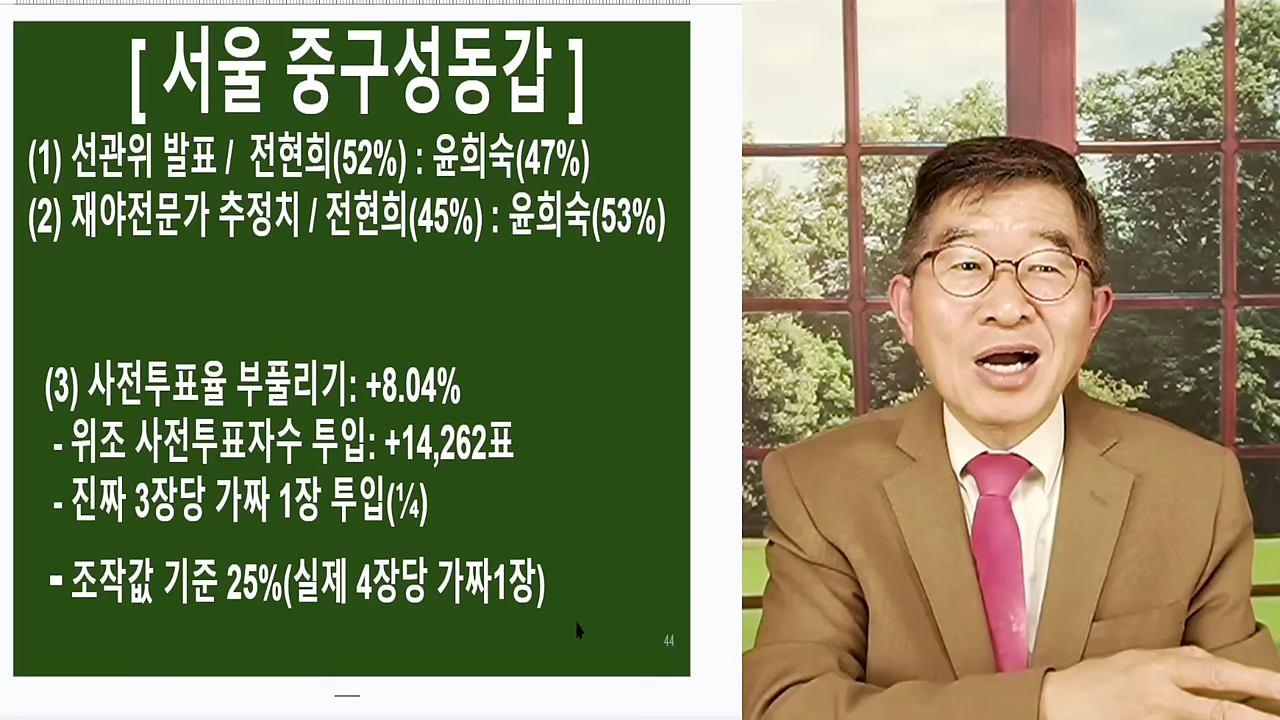 [ 서울 중구성동갑 ]
(1) 선관위 발표 / 전현희(52%) : 윤희숙(47%)
(2) 재야전문가 추정치 / 전현희(45%) : 윤희숙(53%)
(3) 사전투표율 부풀리기: +8.04%
- 위조 사전투표자수 투입: +14,262표
- 진짜 3장당 가짜 1장 투입(¼)
- 조작값 기준 25%(실제 4장당 가짜1장)
44